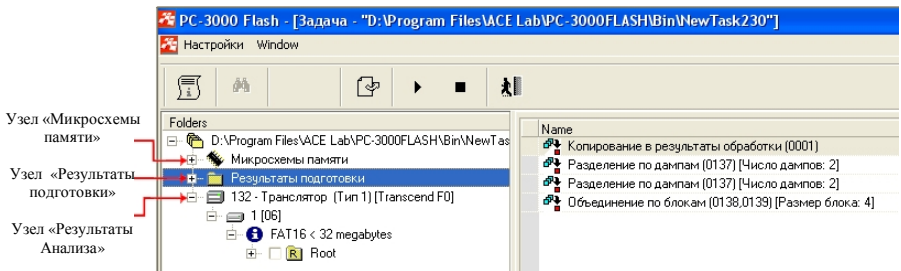 PC-3000 Flash - [Задача - "D:\Program Files\ACE Lab\PC-3000FLASH\Bin\NewTask230"]
Настройки Window
Folders
D:\Program Files\ACE Lab\PC-3000FLASH\Bin\NewTas
Микросхемы памяти
Результаты подготовки
132 - Транслятор (Тип 1) [Transcend F0]
1 [06]
FAT16 < 32 megabytes
R Root
Name
Копирование в результаты обработки (0001)
Разделение по дампам (0137) [Число дампов: 2]
Разделение по дампам (0137) [Число дампов: 2]
Объединение по блокам (0138,0139) [Размер блока: 4]
Узел «Микросхемы
памяти»
Узел «Результаты
подготовки»
Узел «Результаты
Анализа»